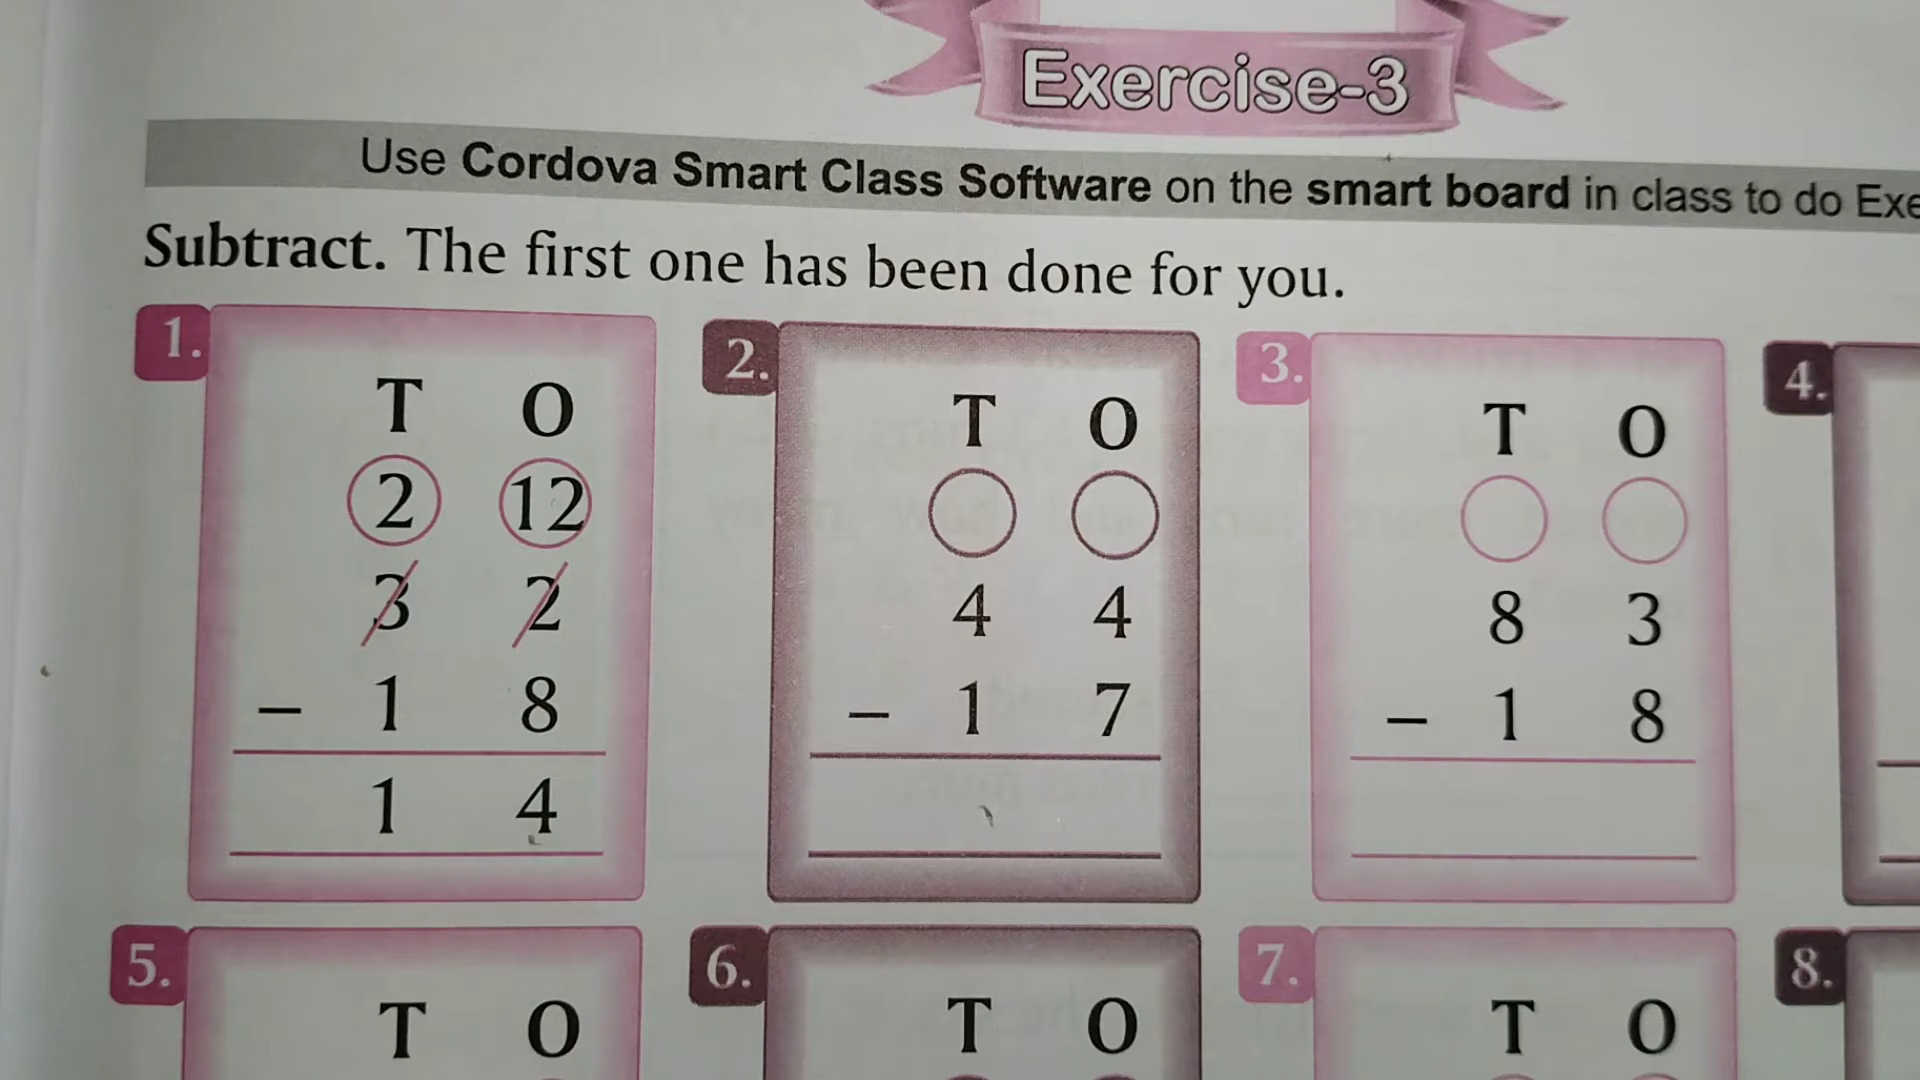 Exercise-3
Use Cordova Smart Class Software on the smart board in class to do Exe
Subtract. The first one has been done for you.
1.
T O
2 12
3 2
– 1 8
1 4
2.
T O
4 4
– 1 7
3.
T O
8 3
– 1 8
4.
5.
T O
6.
T O
7.
T O
8.